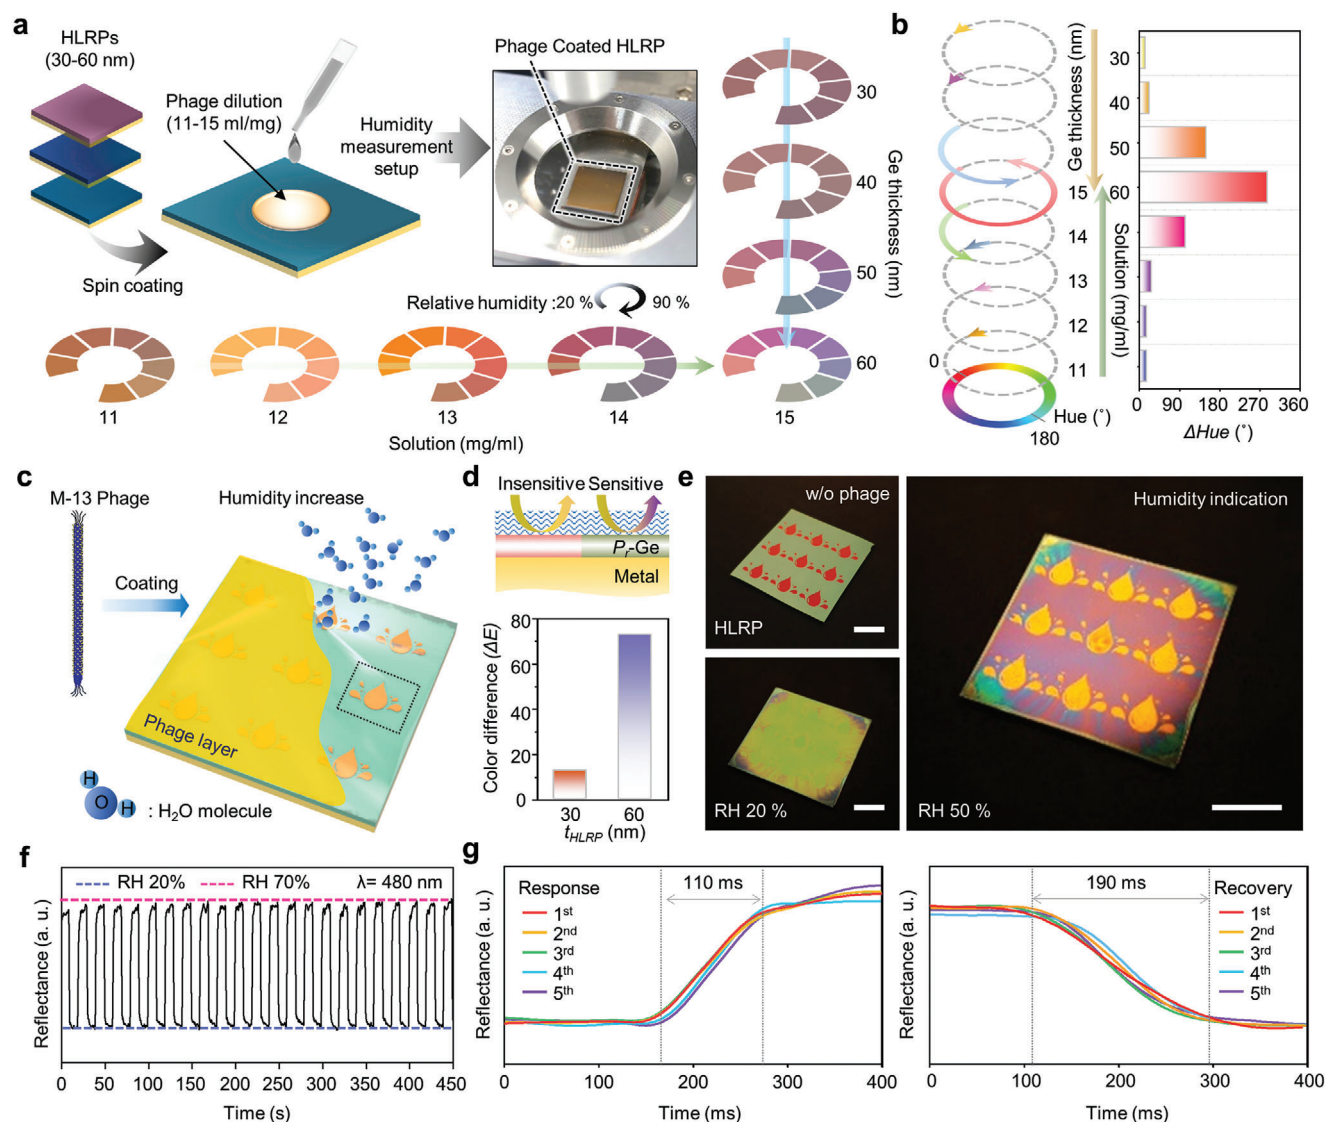 a
HLRPs
(30-60 nm)
Phage dilution
(11-15 ml/mg)
Spin coating
Humidity
measurement
setup
Phage Coated HLRP
Relative humidity :20 % 90 %
30
40
50
60
Ge thickness (nm)
11
12
13
14
15
Solution (mg/ml)
b
Ge thickness (nm)
Solution (mg/ml)
30
40
50
15 60
14
13
12
11
0
Hue (˚)
180
0 90 180 270 360
ΔHue (˚)
c
M-13 Phage
Coating
Humidity increase
Phage layer
H
O
H
: H₂O molecule
d
Insensitive Sensitive
Pr-Ge
Metal
Color difference (ΔE)
80
60
40
20
0
30 60
tHLRP (nm)
e
w/o phage
HLRP
RH 20 %
Humidity indication
RH 50 %
f
RH 20% RH 70% λ= 480 nm
Reflectance (a. u.)
0 50 100 150 200 250 300 350 400 450
Time (s)
g
Response
1st
2nd
3rd
4th
5th
110 ms
Reflectance (a. u.)
0 100 200 300 400
Time (ms)
190 ms
Recovery
1st
2nd
3rd
4th
5th
Reflectance (a. u.)
0 100 200 300 400
Time (ms)